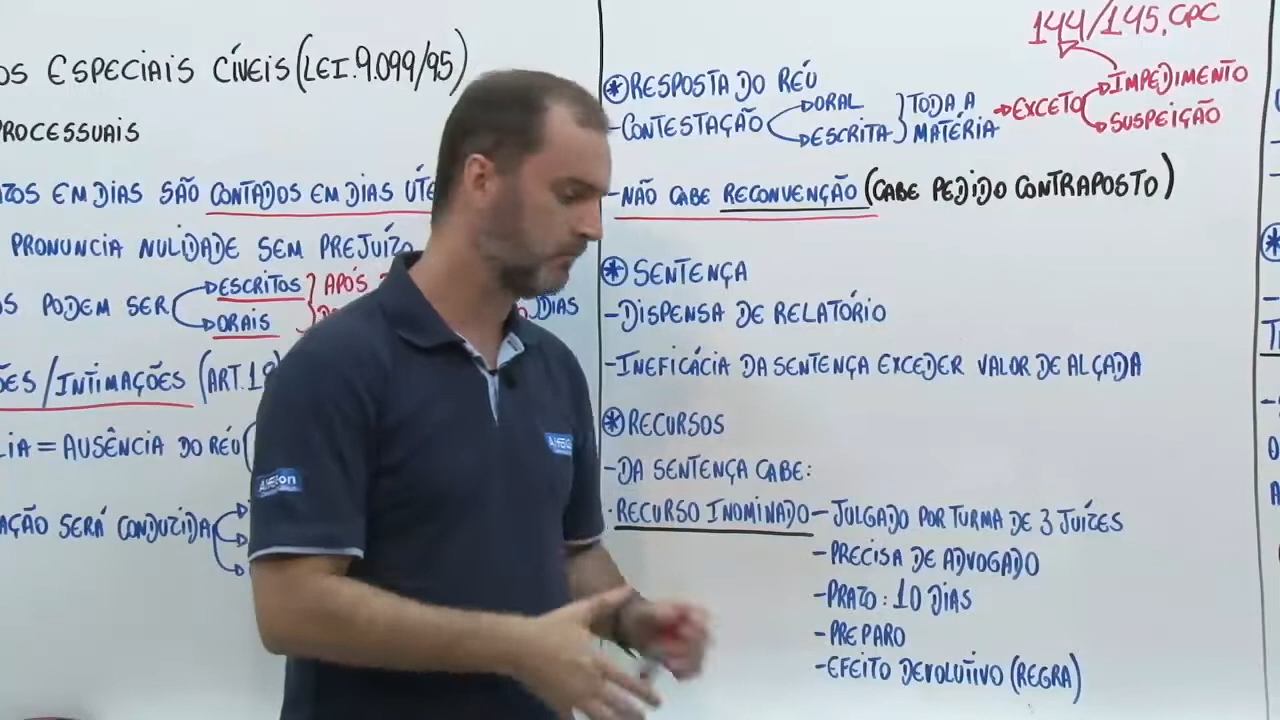 OS ESPECIAIS CÍVEIS (LEI.9.099/95)
PROCESSUAIS
AZOS EM DIAS SÃO CONTADOS EM DIAS ÚTE
PRONUNCIA NULIDADE SEM PREJUÍZO
OS PODEM SER ESCRITOS APÓS
ORAIS DIAS
ÕES/INTIMAÇÕES (ART.18
LIA = AUSÊNCIA DO RÉU
AÇÃO SERÁ CONDUZIDA
144/145, CPC
* RESPOSTA DO RÉU
-CONTESTAÇÃO ORAL ESCRITA TODA A MATÉRIA EXCETO IMPEDIMENTO SUSPEIÇÃO
-NÃO CABE RECONVENÇÃO (CABE PEDIDO CONTRAPOSTO)
* SENTENÇA
-DISPENSA DE RELATÓRIO
-INEFICÁCIA DA SENTENÇA EXCEDER VALOR DE ALÇADA
* RECURSOS
-DA SENTENÇA CABE:
·RECURSO INOMINADO -JULGADO POR TURMA DE 3 JUÍZES
-PRECISA DE ADVOGADO
-PRAZO: 10 DIAS
-PREPARO
-EFEITO DEVOLUTIVO (REGRA)